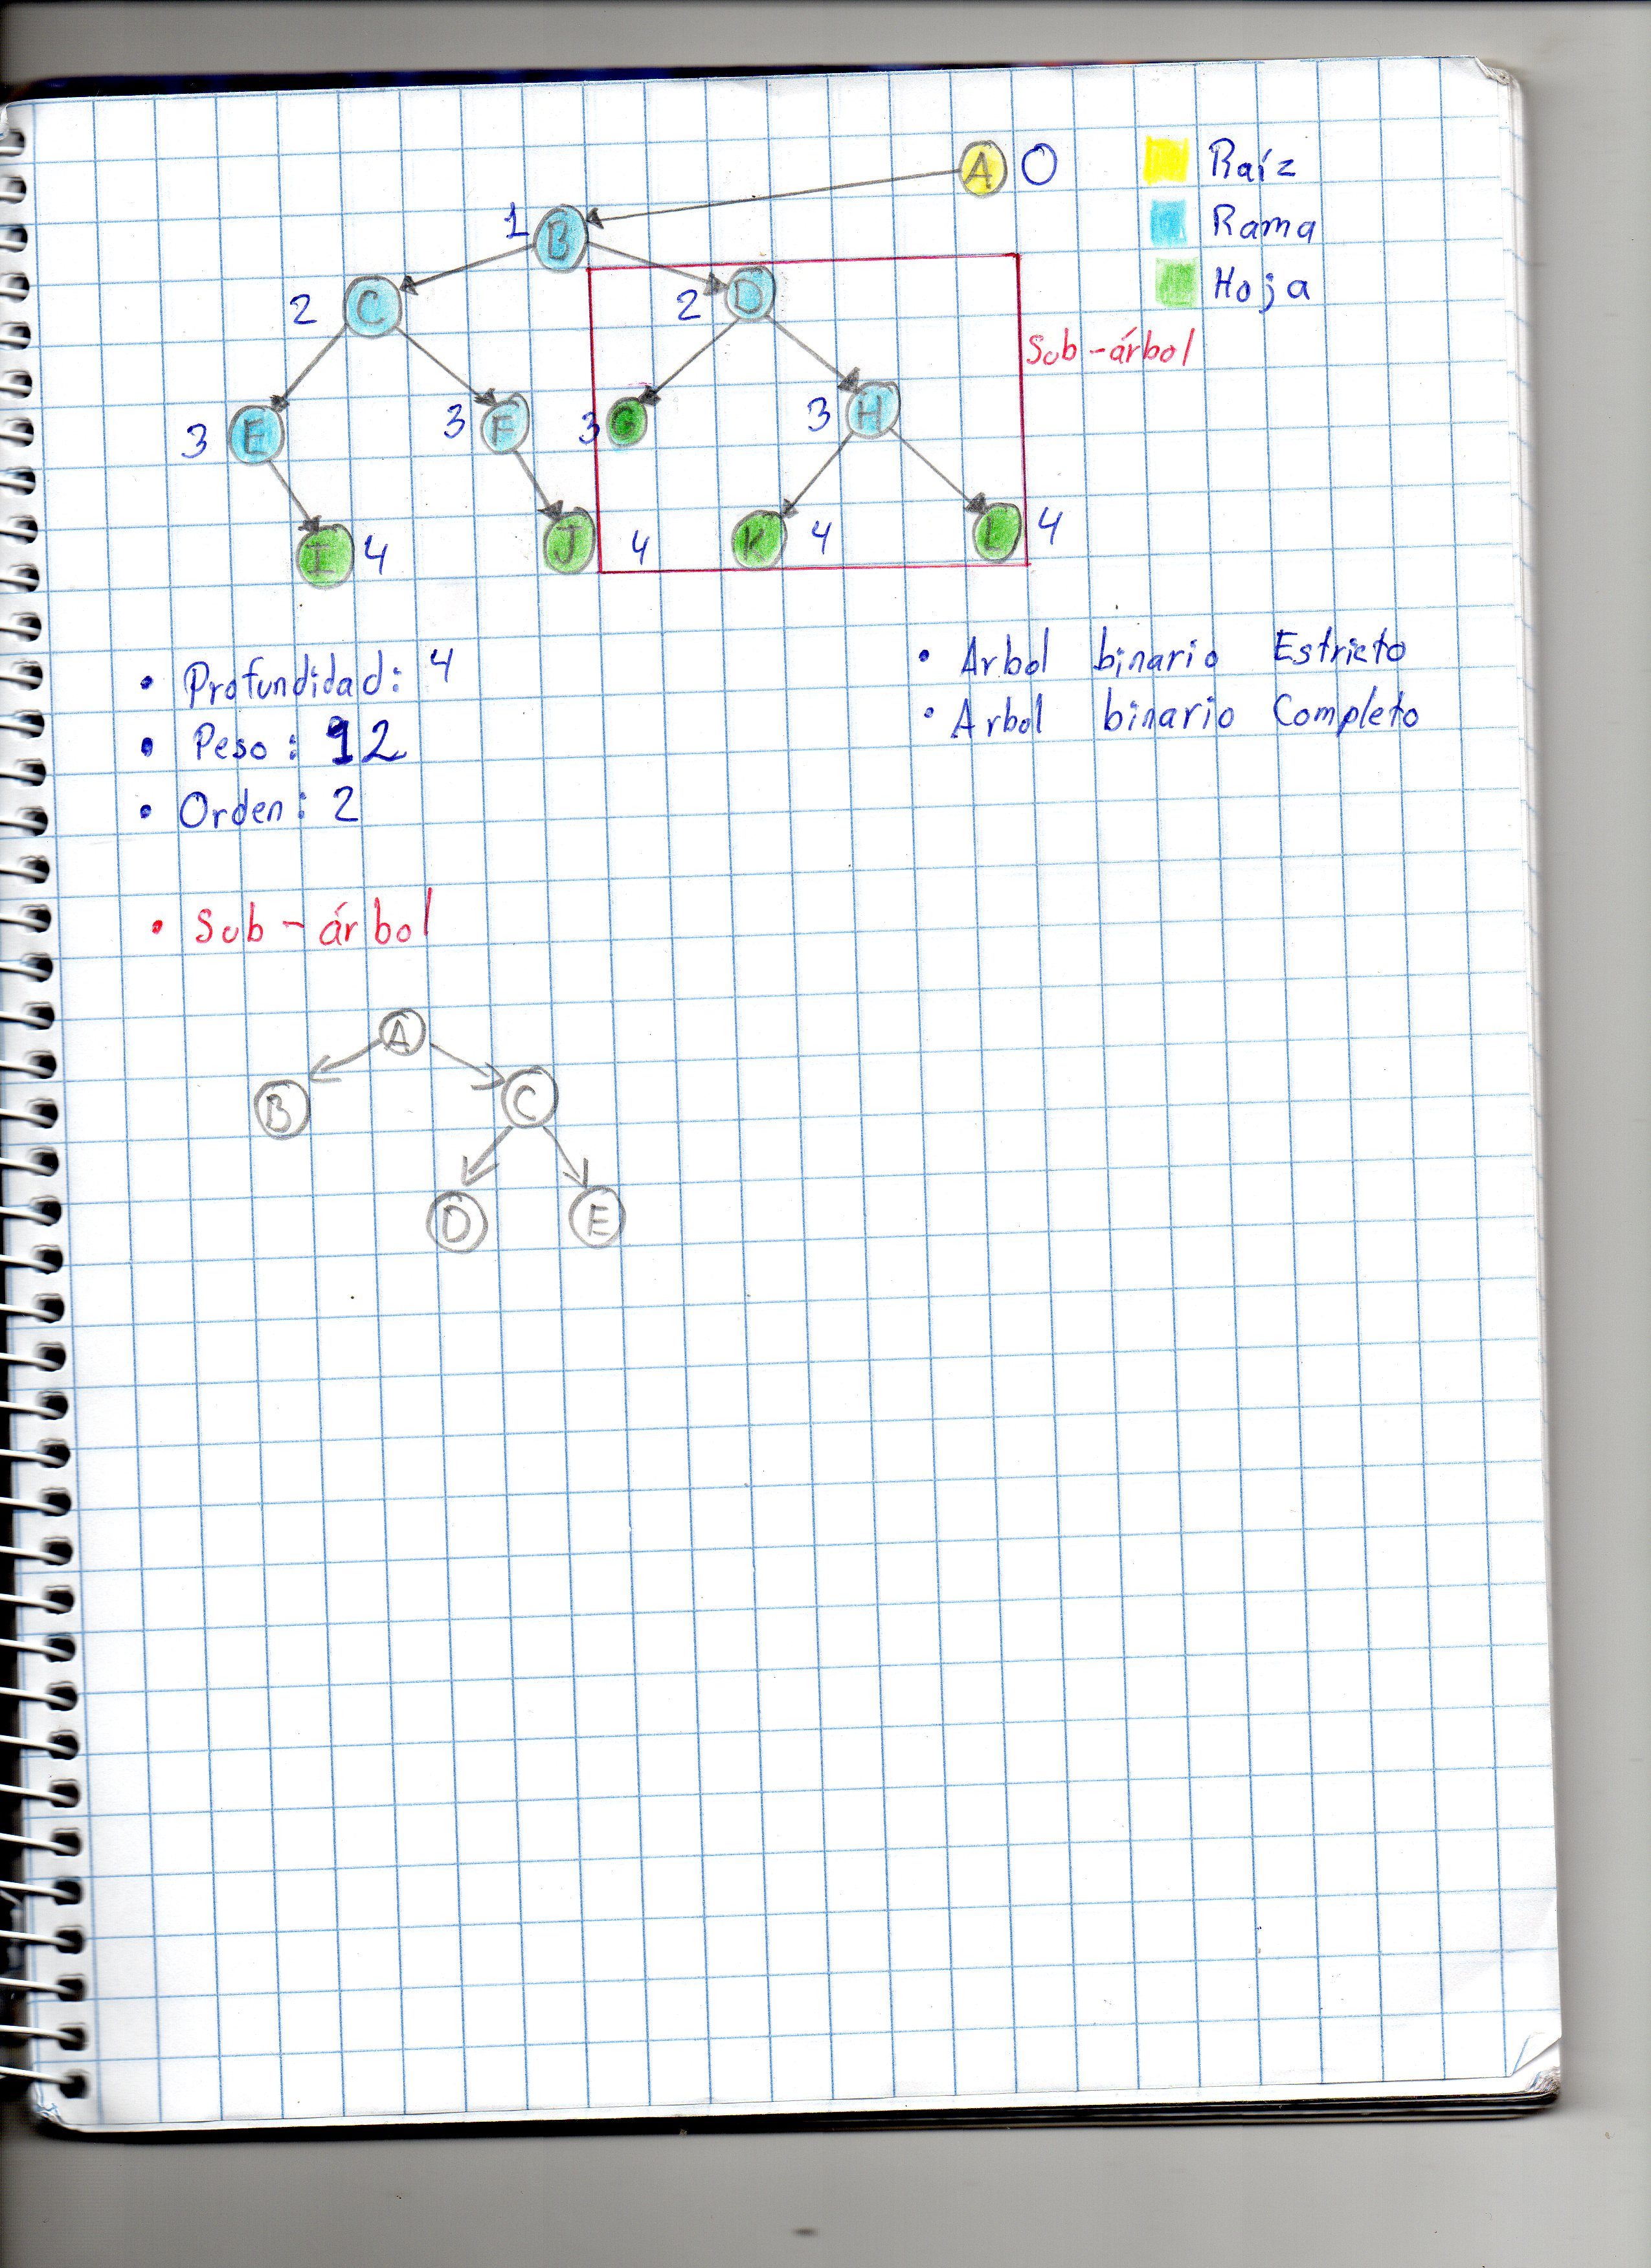 A 0 Raíz
1 B Rama
2 C 2 D Hoja
Sub-árbol
3 E 3 F 3 G 3 H
I 4 J 4 K 4 L 4
• Profundidad: 4
• Peso: 12
• Orden: 2
• Arbol binario Estricto
• Arbol binario Completo
• Sub-árbol
A
B C
D E